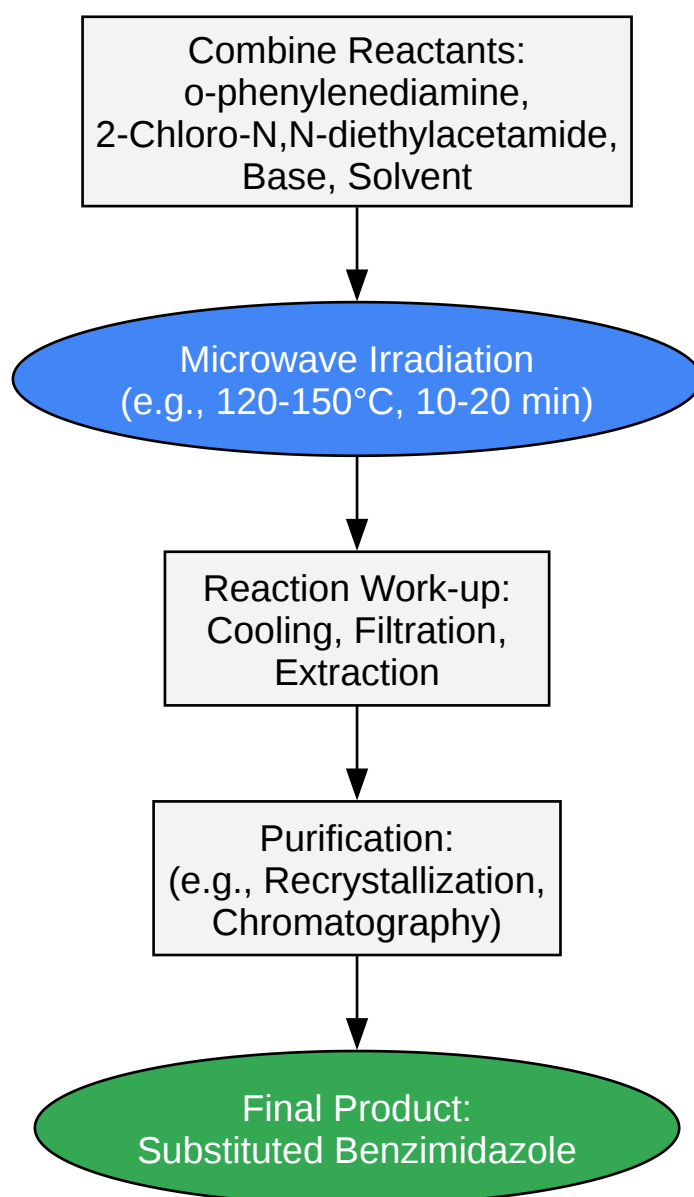 Combine Reactants:
o-phenylenediamine,
2-Chloro-N,N-diethylacetamide,
Base, Solvent
Microwave Irradiation
(e.g., 120-150°C, 10-20 min)
Reaction Work-up:
Cooling, Filtration,
Extraction
Purification:
(e.g., Recrystallization,
Chromatography)
Final Product:
Substituted Benzimidazole